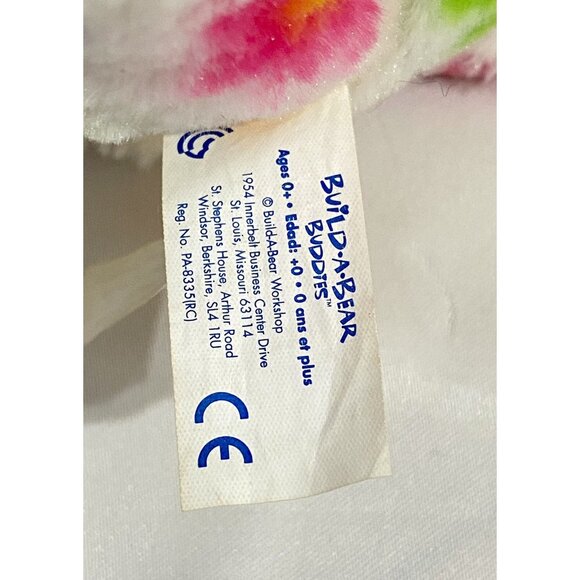 BUILD•A•BEAR
BUDDIES™
Ages 0+ • Edad: +0 • 0 ans et plus
© Build-A-Bear Workshop
1954 Innerbelt Business Center Drive
St. Louis, Missouri 63114
St. Stephens House, Arthur Road
Windsor, Berkshire, SL4 1RU
Reg. No. PA-8335(RC)
CE